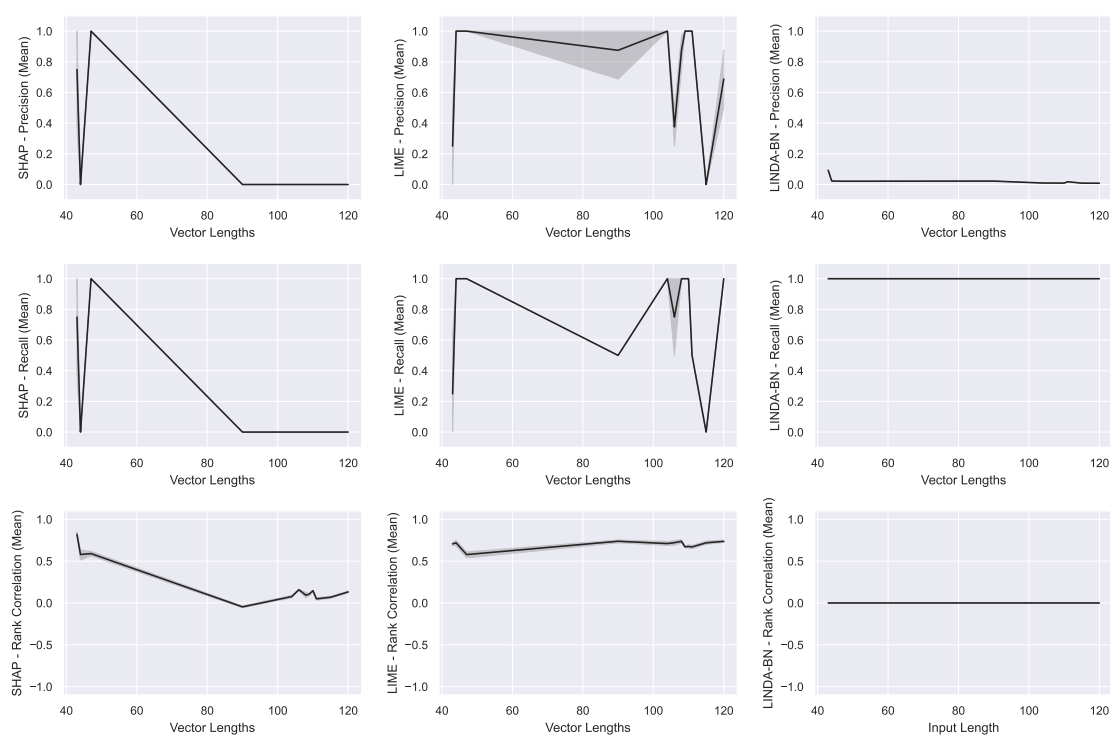 SHAP - Precision (Mean)
1.0
0.8
0.6
0.4
0.2
0.0
40 60 80 100 120
Vector Lengths
LIME - Precision (Mean)
1.0
0.8
0.6
0.4
0.2
0.0
40 60 80 100 120
Vector Lengths
LINDA-BN - Precision (Mean)
1.0
0.8
0.6
0.4
0.2
0.0
40 60 80 100 120
Vector Lengths
SHAP - Recall (Mean)
1.0
0.8
0.6
0.4
0.2
0.0
40 60 80 100 120
Vector Lengths
LIME - Recall (Mean)
1.0
0.8
0.6
0.4
0.2
0.0
40 60 80 100 120
Vector Lengths
LINDA-BN - Recall (Mean)
1.0
0.8
0.6
0.4
0.2
0.0
40 60 80 100 120
Vector Lengths
SHAP - Rank Correlation (Mean)
1.0
0.5
0.0
−0.5
−1.0
40 60 80 100 120
Vector Lengths
LIME - Rank Correlation (Mean)
1.0
0.5
0.0
−0.5
−1.0
40 60 80 100 120
Vector Lengths
LINDA-BN - Rank Correlation (Mean)
1.0
0.5
0.0
−0.5
−1.0
40 60 80 100 120
Input Length